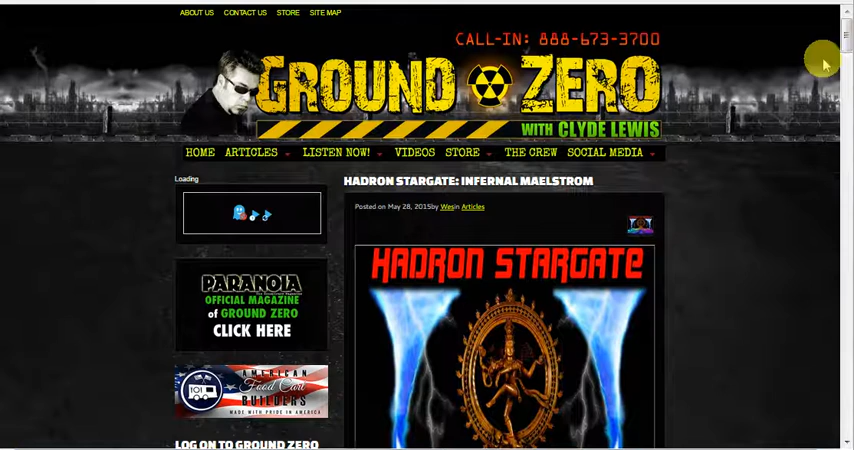 ABOUT US CONTACT US STORE SITE MAP
CALL-IN: 888-673-3700
GROUND ZERO
WITH CLYDE LEWIS
HOME ARTICLES LISTEN NOW! VIDEOS STORE THE CREW SOCIAL MEDIA
Loading
HADRON STARGATE: INFERNAL MAELSTROM
Posted on May 28, 2015by Wesin Articles
HADRON STARGATE
PARANOIA
OFFICIAL MAGAZINE
of GROUND ZERO
CLICK HERE
AMERICAN
Food Cart
BUILDERS
MADE WITH PRIDE IN AMERICA
LOG ON TO GROUND ZERO